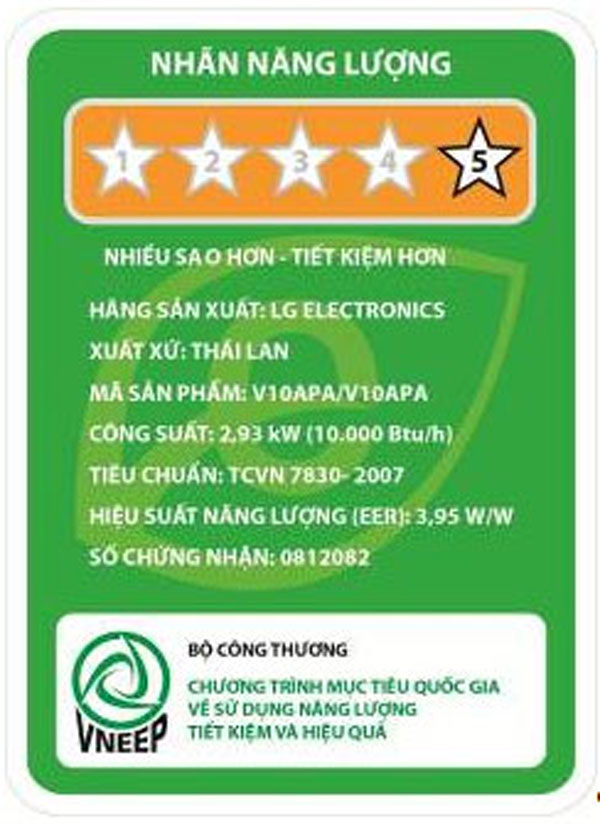 NHÃN NĂNG LƯỢNG
1 2 3 4 5
NHIỀU SAO HƠN - TIẾT KIỆM HƠN
HÃNG SẢN XUẤT: LG ELECTRONICS
XUẤT XỨ: THÁI LAN
MÃ SẢN PHẨM: V10APA/V10APA
CÔNG SUẤT: 2,93 kW (10.000 Btu/h)
TIÊU CHUẨN: TCVN 7830- 2007
HIỆU SUẤT NĂNG LƯỢNG (EER): 3,95 W/W
SỐ CHỨNG NHẬN: 0812082
BỘ CÔNG THƯƠNG
CHƯƠNG TRÌNH MỤC TIÊU QUỐC GIA
VỀ SỬ DỤNG NĂNG LƯỢNG
TIẾT KIỆM VÀ HIỆU QUẢ
VNEEP